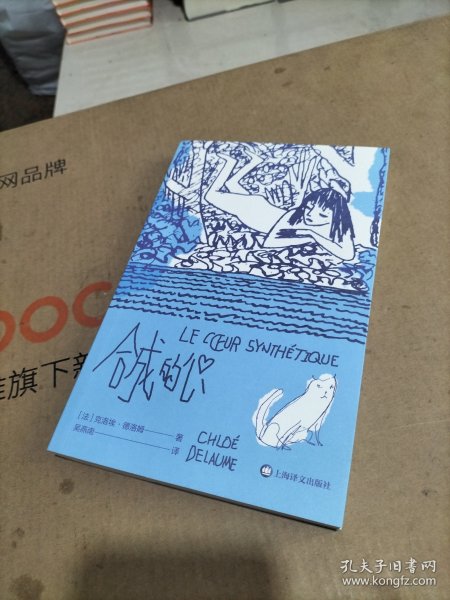 网品牌
LE CŒUR SYNTHÉTIQUE
合成的心
[法]克洛埃·德洛姆 著
吴燕南 译
CHLOÉ
DELAUME
上海译文出版社
旗下
孔夫子旧书网
www.kongfz.com